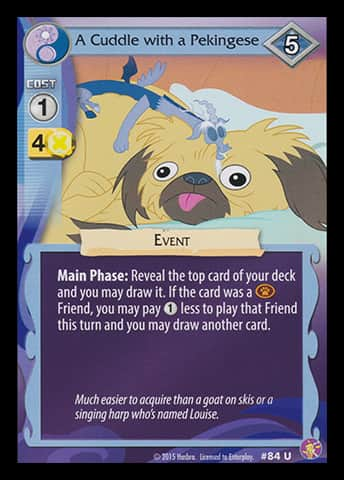 A Cuddle with a Pekingese
5
COST
1
4
EVENT
Main Phase: Reveal the top card of your deck
and you may draw it. If the card was a
Friend, you may pay 1 less to play that Friend
this turn and you may draw another card.
Much easier to acquire than a goat on skis or a
singing harp who's named Louise.
© 2015 Hasbro. Licensed to Enterplay. #84 U